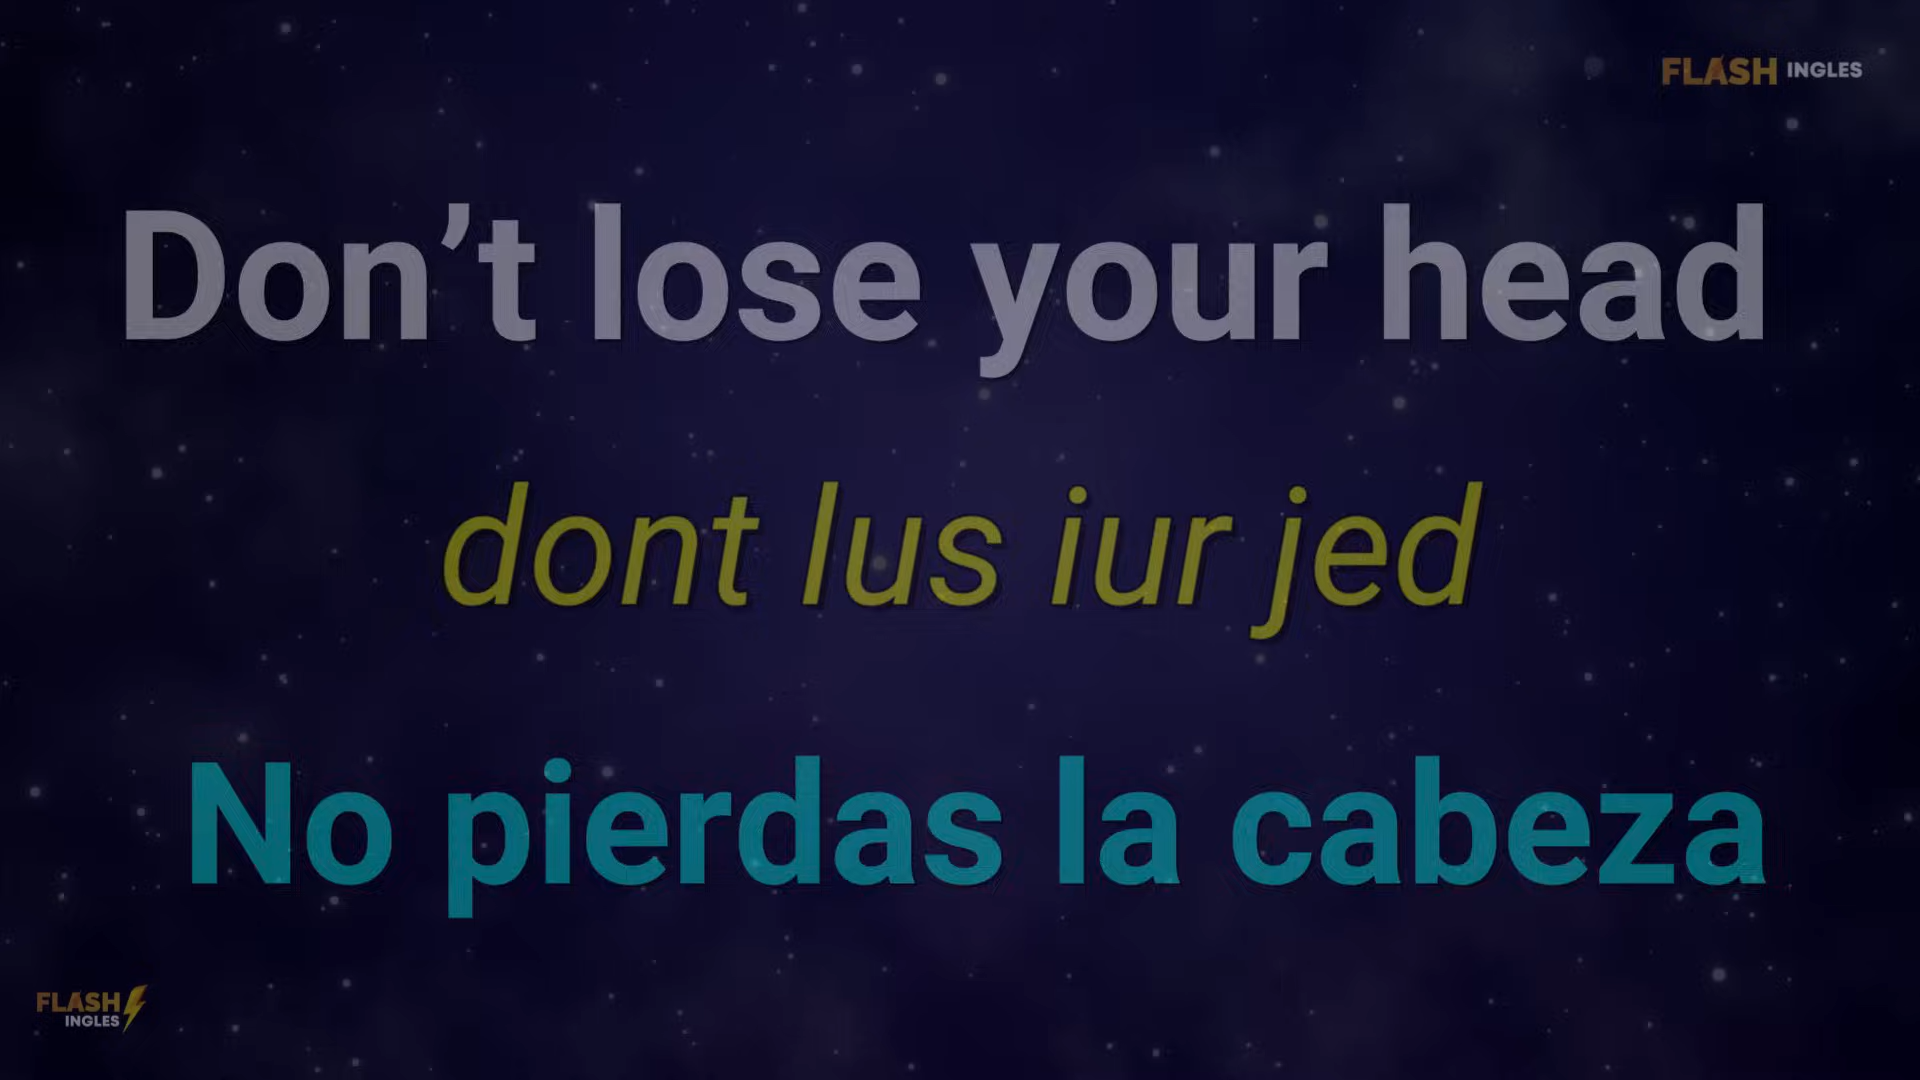 FLASH INGLES
Don’t lose your head
dont lus iur jed
No pierdas la cabeza
FLASH
INGLES